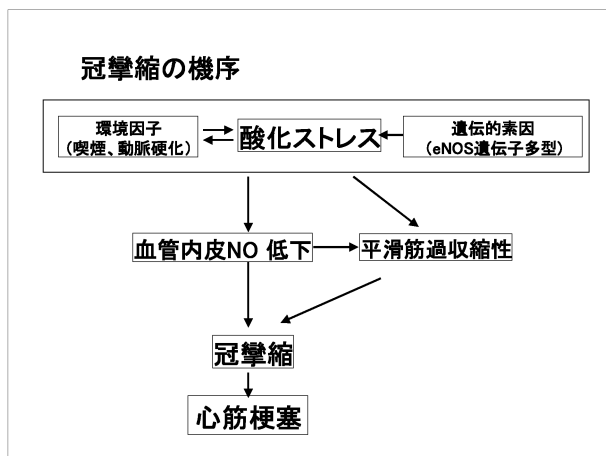 冠攣縮の機序
環境因子
(喫煙、動脈硬化)
酸化ストレス
遺伝的素因
(eNOS遺伝子多型)
血管内皮NO 低下
平滑筋過収縮性
冠攣縮
心筋梗塞